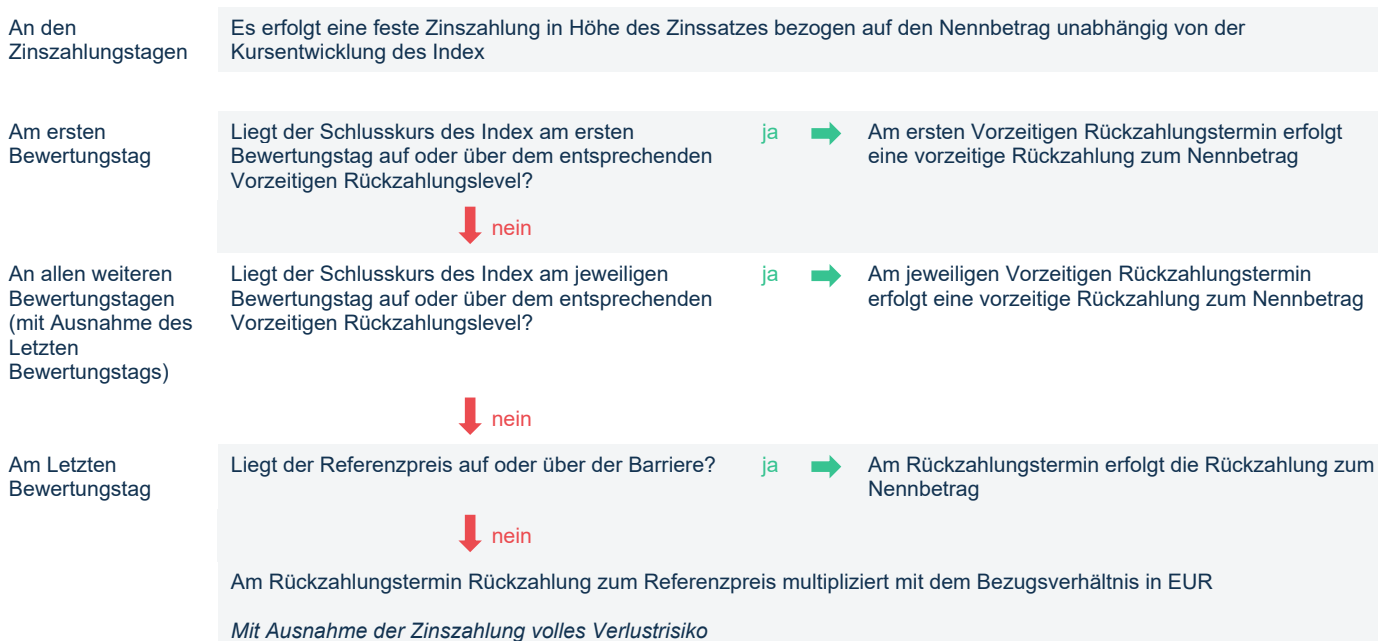 An den
Zinszahlungstagen
Es erfolgt eine feste Zinszahlung in Höhe des Zinssatzes bezogen auf den Nennbetrag unabhängig von der
Kursentwicklung des Index
Am ersten
Bewertungstag
Liegt der Schlusskurs des Index am ersten
Bewertungstag auf oder über dem entsprechenden
Vorzeitigen Rückzahlungslevel?
ja
Am ersten Vorzeitigen Rückzahlungstermin erfolgt
eine vorzeitige Rückzahlung zum Nennbetrag
nein
An allen weiteren
Bewertungstagen
(mit Ausnahme des
Letzten
Bewertungstags)
Liegt der Schlusskurs des Index am jeweiligen
Bewertungstag auf oder über dem entsprechenden
Vorzeitigen Rückzahlungslevel?
ja
Am jeweiligen Vorzeitigen Rückzahlungstermin
erfolgt eine vorzeitige Rückzahlung zum Nennbetrag
nein
Am Letzten
Bewertungstag
Liegt der Referenzpreis auf oder über der Barriere?
ja
Am Rückzahlungstermin erfolgt die Rückzahlung zum
Nennbetrag
nein
Am Rückzahlungstermin Rückzahlung zum Referenzpreis multipliziert mit dem Bezugsverhältnis in EUR
Mit Ausnahme der Zinszahlung volles Verlustrisiko